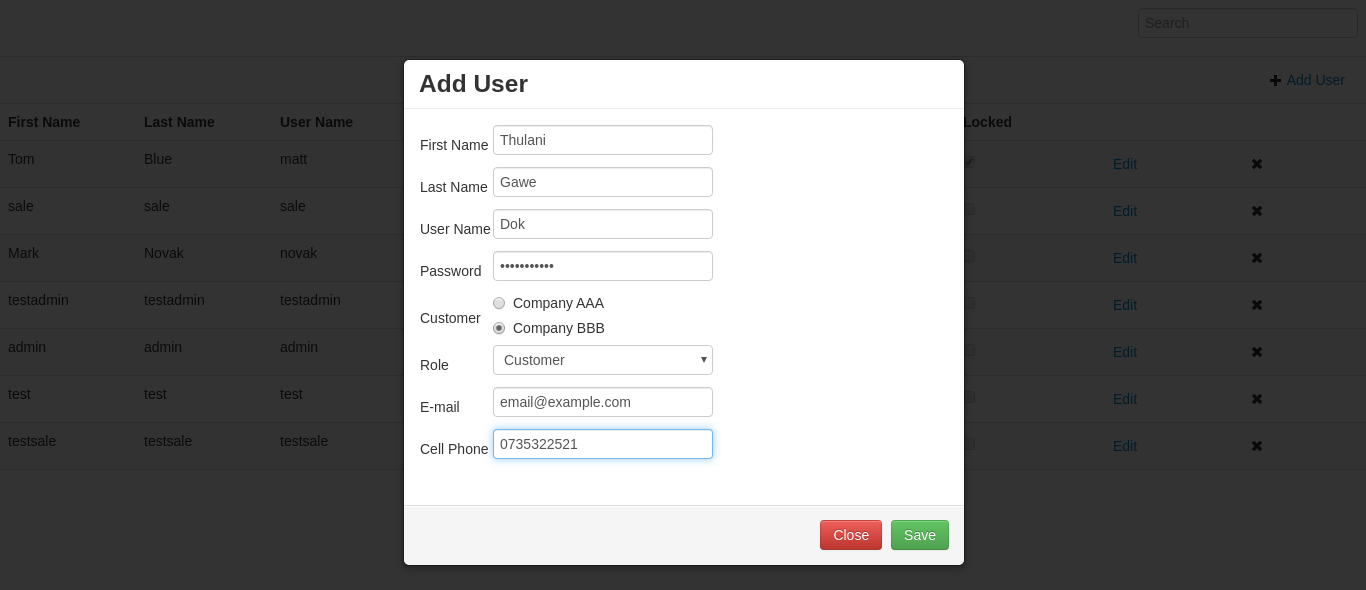 Search
Add User
Add User
First Name Last Name User Name Locked
Tom Blue matt Edit
sale sale sale Edit
Mark Novak novak Edit
testadmin testadmin testadmin Edit
admin admin admin Edit
test test test Edit
testsale testsale testsale Edit
First Name Thulani
Last Name Gawe
User Name Dok
Password •••••••••••
Customer
Company AAA
Company BBB
Role Customer
E-mail email@example.com
Cell Phone 0735322521
Close Save